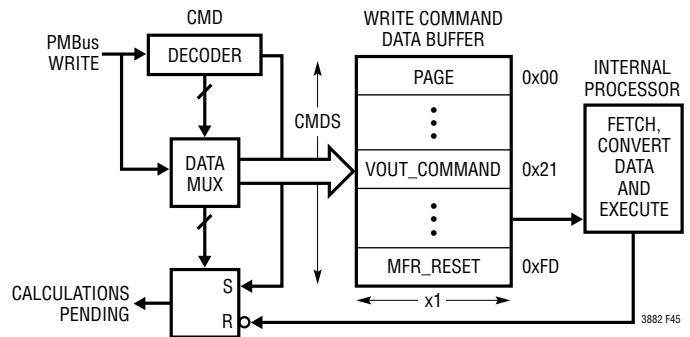 CMD
PMBus
WRITE
DECODER
CMDS
DATA
MUX
S
R
CALCULATIONS
PENDING
WRITE COMMAND
DATA BUFFER
PAGE
0x00
VOUT_COMMAND
0x21
MFR_RESET
0xFD
x1
INTERNAL
PROCESSOR
FETCH,
CONVERT
DATA
AND
EXECUTE
3882 F45